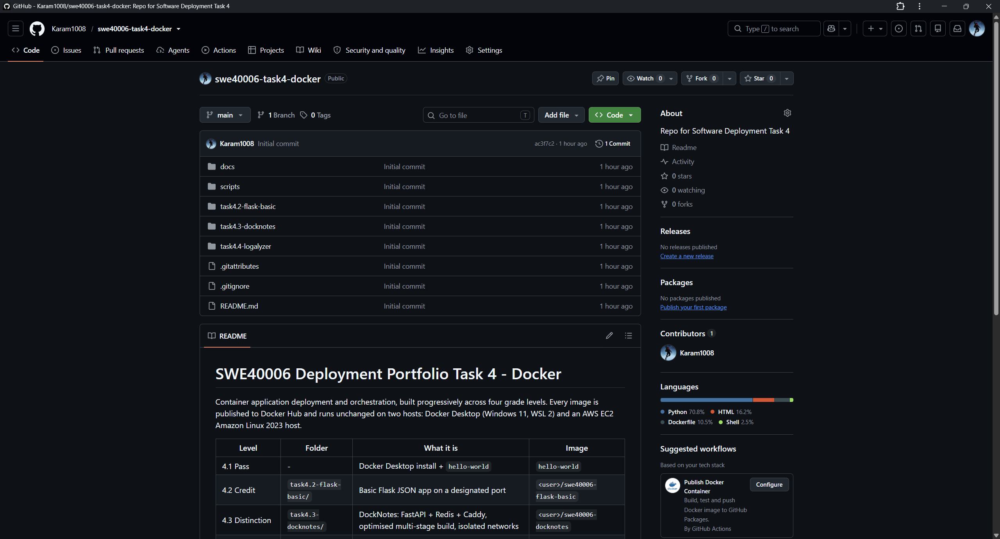 GitHub - Karam1008/swe40006-task4-docker: Repo for Software Deployment Task 4
Karam1008 / swe40006-task4-docker
Type / to search
Code
Issues
Pull requests
Agents
Actions
Projects
Wiki
Security and quality
Insights
Settings
swe40006-task4-docker Public
Pin
Watch 0
Fork 0
Star 0
main
1 Branch
0 Tags
Go to file T
Add file
Code
Karam1008 Initial commit
ac3f7c2 · 1 hour ago
1 Commit
docs Initial commit 1 hour ago
scripts Initial commit 1 hour ago
task4.2-flask-basic Initial commit 1 hour ago
task4.3-docknotes Initial commit 1 hour ago
task4.4-logalyzer Initial commit 1 hour ago
.gitattributes Initial commit 1 hour ago
.gitignore Initial commit 1 hour ago
README.md Initial commit 1 hour ago
README
SWE40006 Deployment Portfolio Task 4 - Docker
Container application deployment and orchestration, built progressively across four grade levels. Every image is
published to Docker Hub and runs unchanged on two hosts: Docker Desktop (Windows 11, WSL 2) and an AWS EC2
Amazon Linux 2023 host.
Level Folder What it is Image
4.1 Pass - Docker Desktop install + hello-world hello-world
4.2 Credit
task4.2-flask-
basic/
Basic Flask JSON app on a designated port
<user>/swe40006-
flask-basic
4.3 Distinction
task4.3-
docknotes/
DockNotes: FastAPI + Redis + Caddy,
optimised multi-stage build, isolated networks
<user>/swe40006-
docknotes
About
Repo for Software Deployment Task 4
Readme
Activity
0 stars
0 watching
0 forks
Releases
No releases published
Create a new release
Packages
No packages published
Publish your first package
Contributors 1
Karam1008
Languages
Python 70.8% HTML 16.2%
Dockerfile 10.5% Shell 2.5%
Suggested workflows
Based on your tech stack
docker
Publish Docker
Container
Configure
Build, test and push
Docker image to GitHub
Packages.
By GitHub Actions